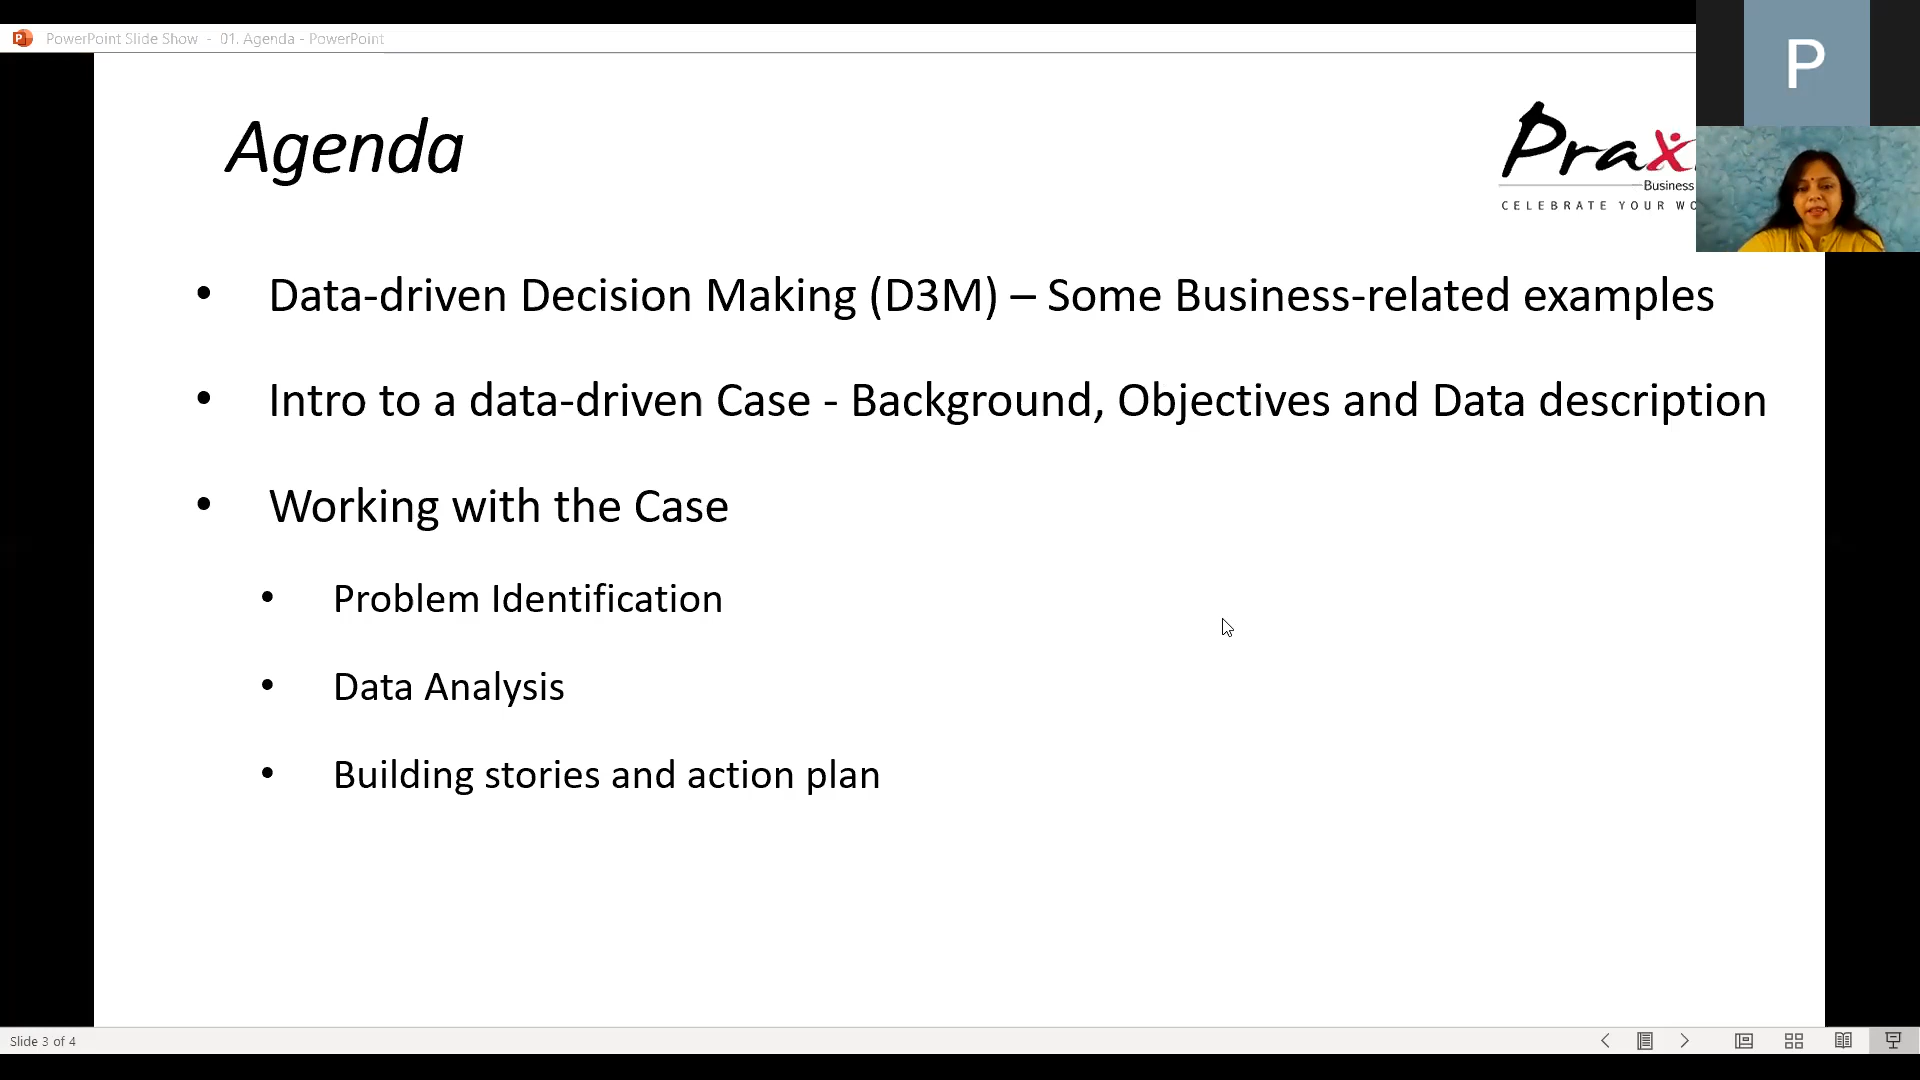 PowerPoint Slide Show - 01. Agenda - PowerPoint
P
Agenda
Business
CELEBRATE YOUR
• Data-driven Decision Making (D3M) – Some Business-related examples
• Intro to a data-driven Case - Background, Objectives and Data description
• Working with the Case
• Problem Identification
• Data Analysis
• Building stories and action plan
Slide 3 of 4